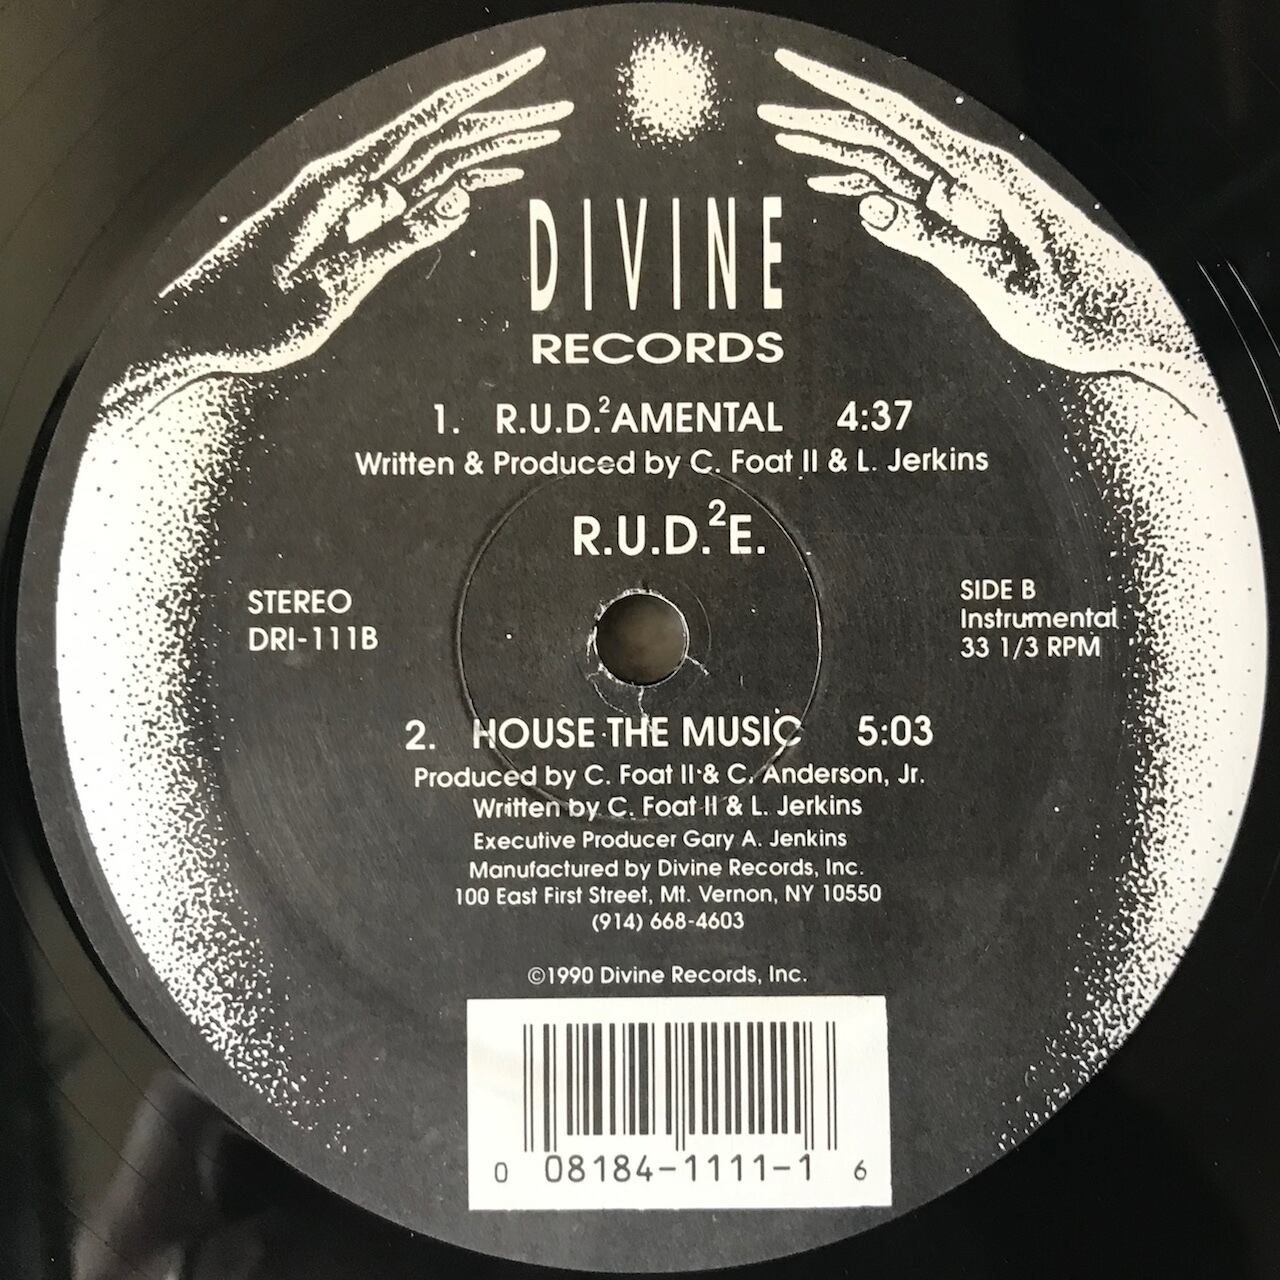 DIVINE
RECORDS
1. R.U.D.²AMENTAL 4:37
Written & Produced by C. Foat II & L. Jerkins
R.U.D.²E.
STEREO
DRI-111B
SIDE B
Instrumental
33 1/3 RPM
2. HOUSE THE MUSIC 5:03
Produced by C. Foat II & C. Anderson, Jr.
Written by C. Foat II & L. Jerkins
Executive Producer Gary A. Jenkins
Manufactured by Divine Records, Inc.
100 East First Street, Mt. Vernon, NY 10550
(914) 668-4603
©1990 Divine Records, Inc.
0 08184-1111-1 6